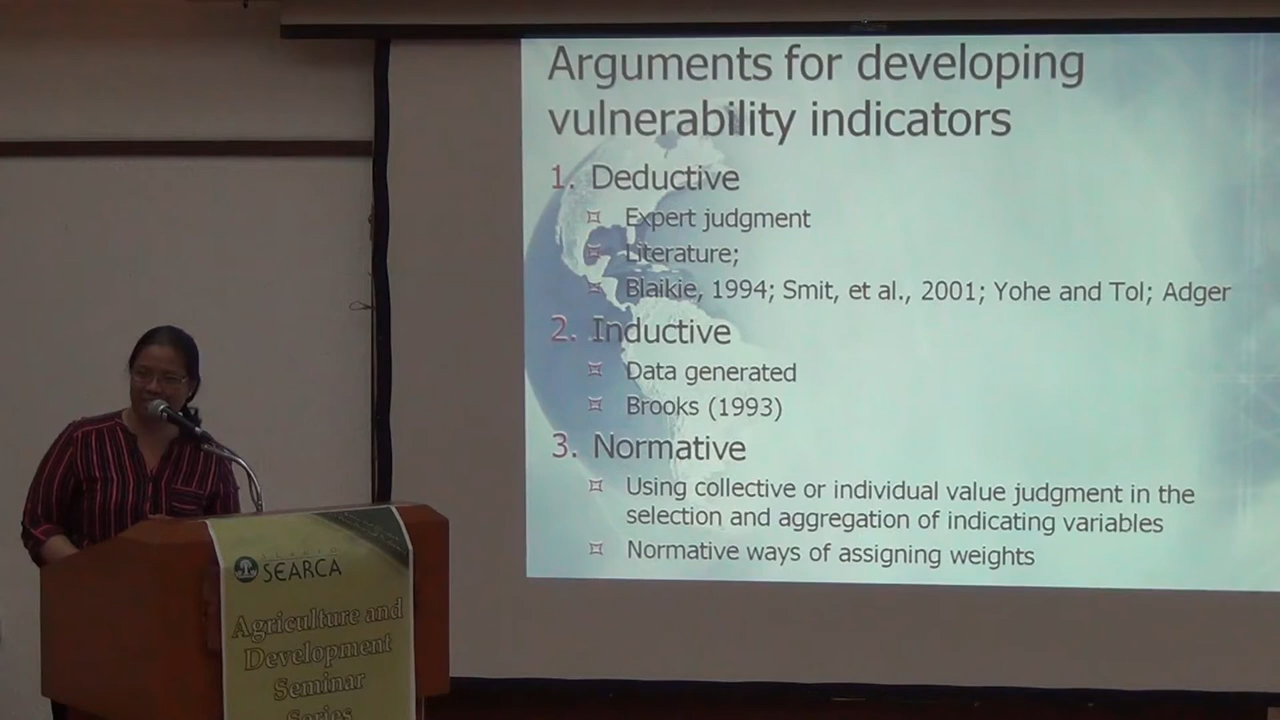 Arguments for developing
vulnerability indicators
1. Deductive
Expert judgment
Literature;
Blaikie, 1994; Smit, et al., 2001; Yohe and Tol; Adger
2. Inductive
Data generated
Brooks (1993)
3. Normative
Using collective or individual value judgment in the
selection and aggregation of indicating variables
Normative ways of assigning weights
SEARCA
Agriculture and
Development
Seminar
Series